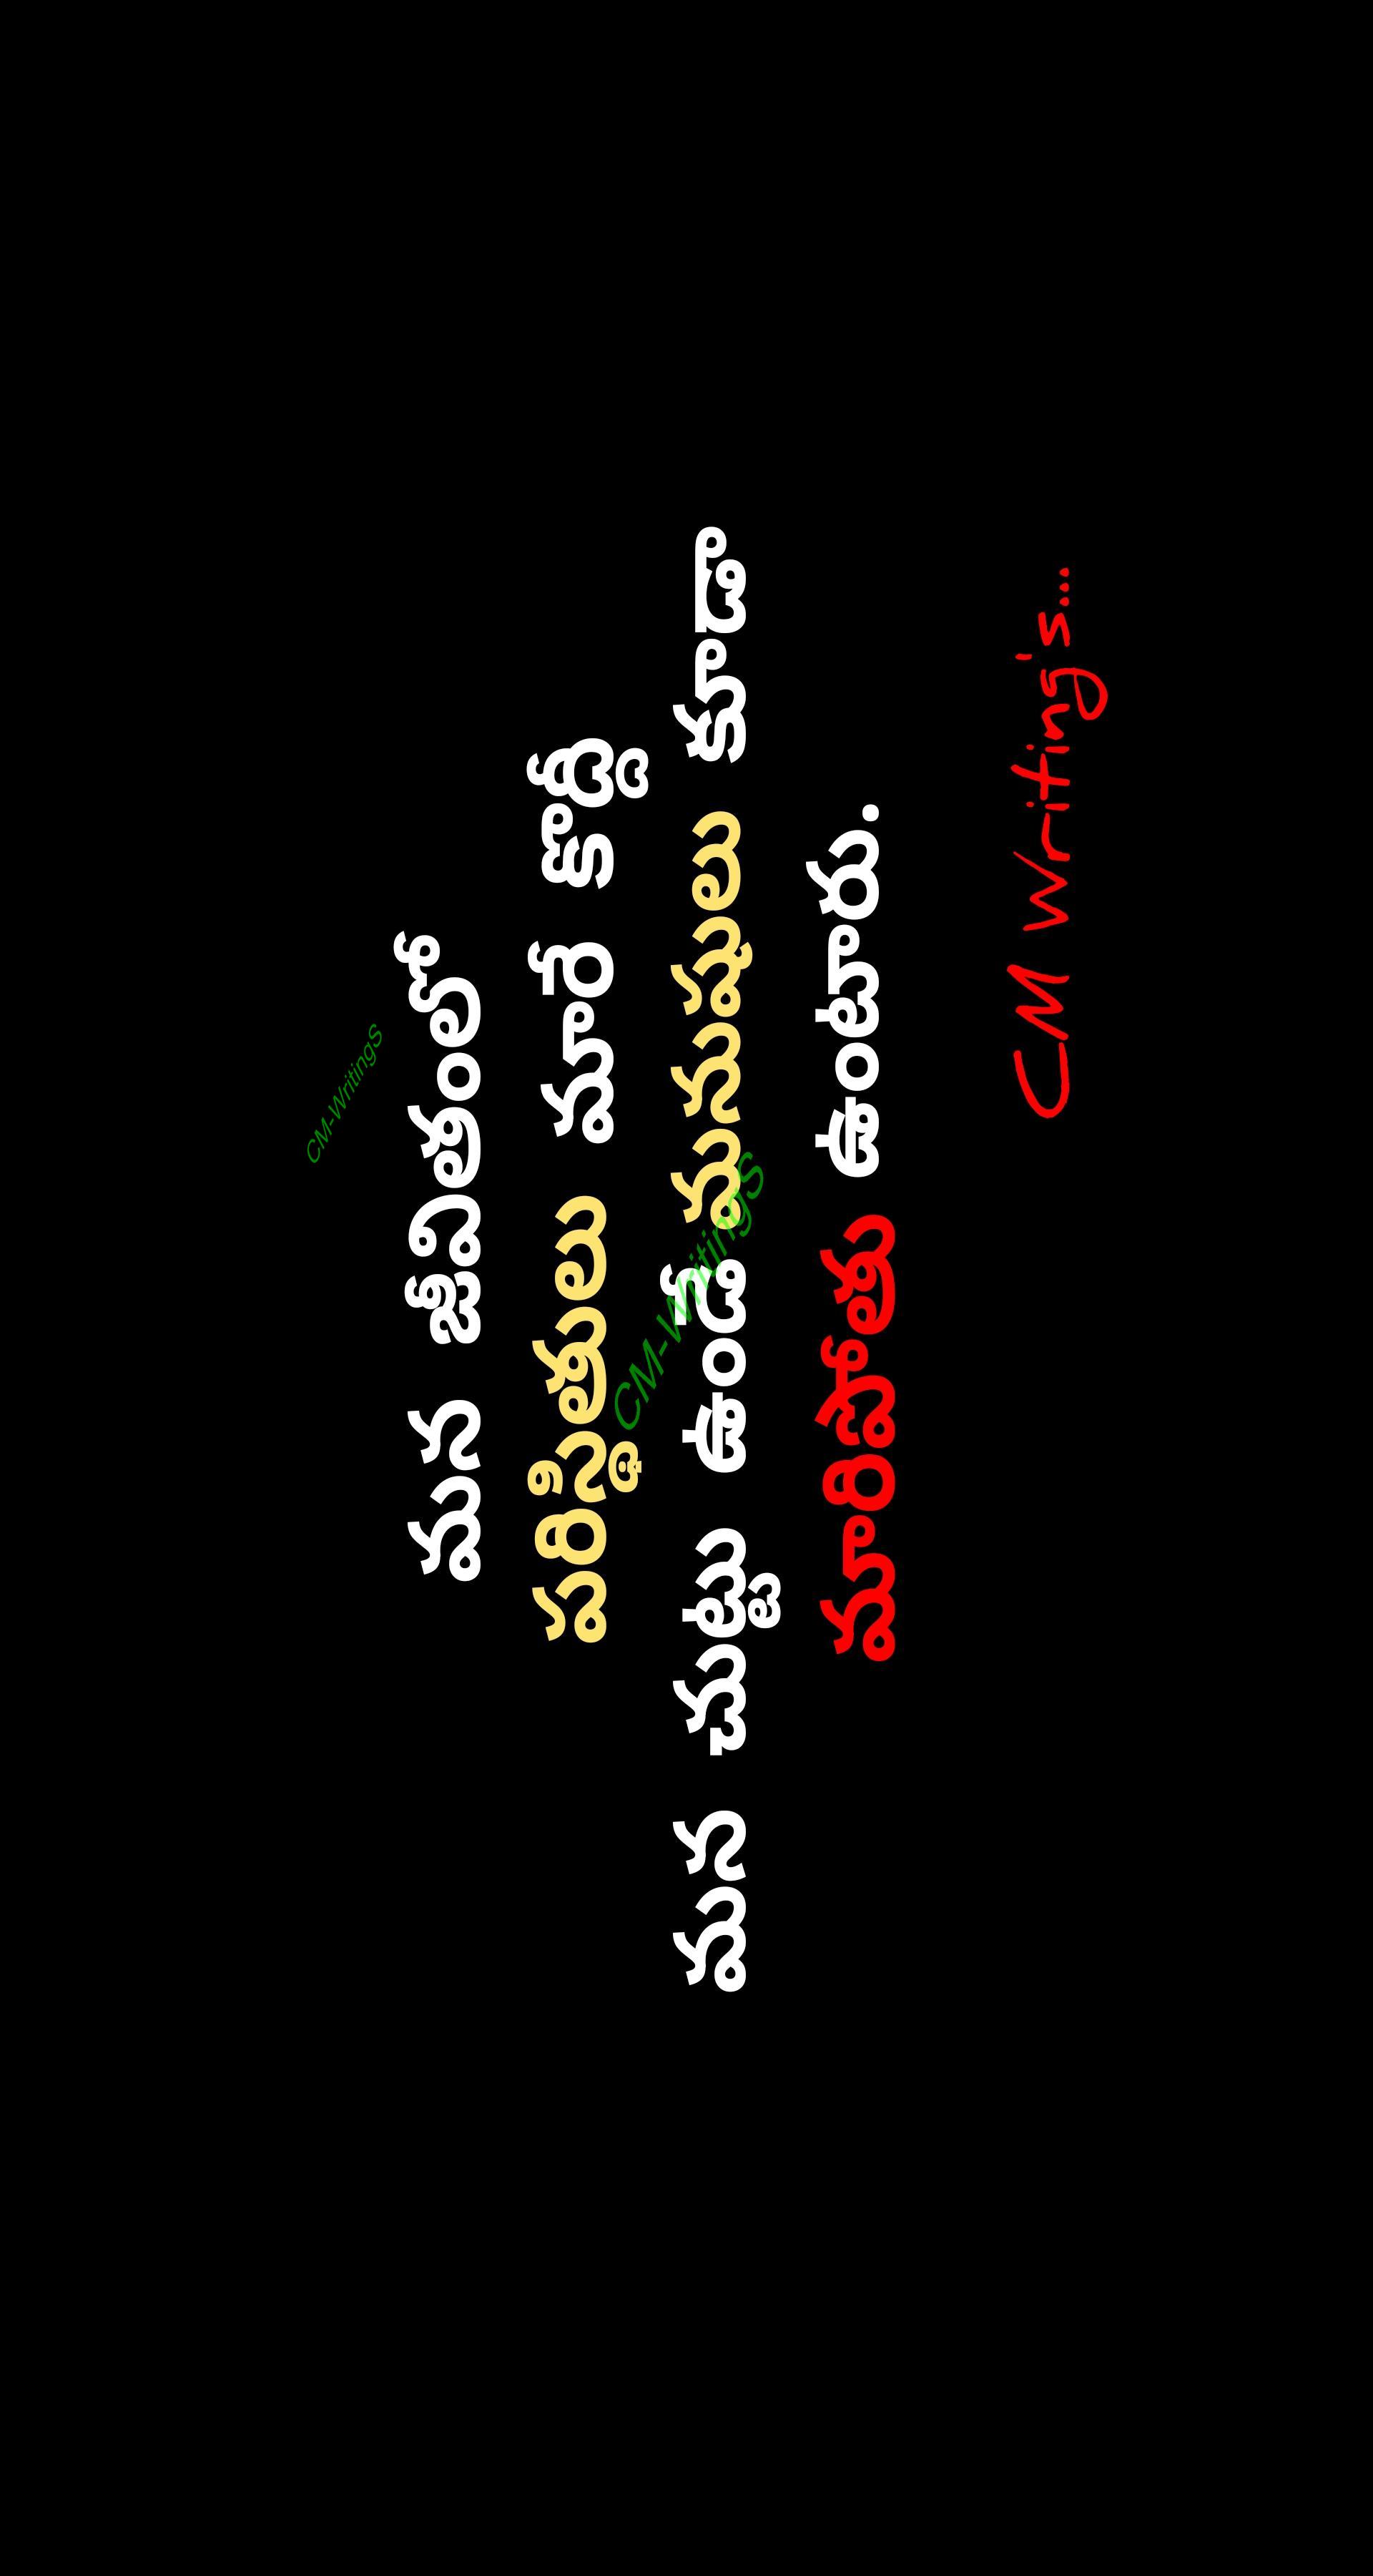 CM-WritingS
మన జీవితంలో
పరిస్థితులు మారే కొద్దీ
CM-WritingS
మన చుట్టు ఉండే మనుషులు కూడా
మారిపోతు ఉంటారు.
CM Writing's...